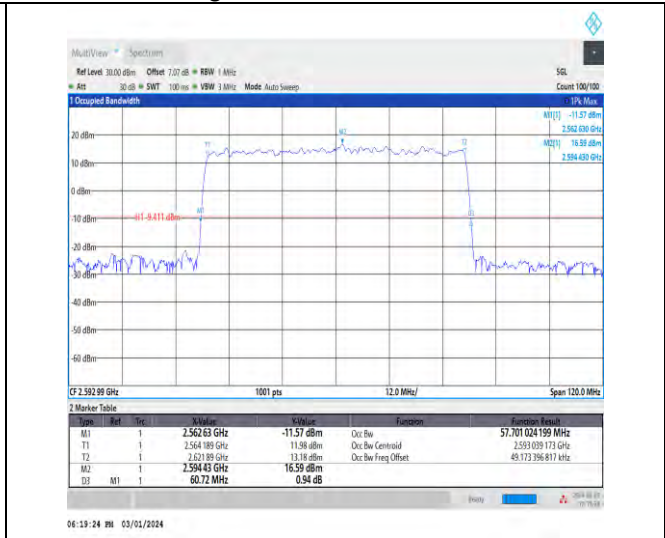 MultiView Spectrum
Ref Level 30.00 dBm Offset 7.07 dB RBW 1 MHz SGL
Att 30 dB SWT 100 ms VBW 3 MHz Mode Auto Sweep Count 100/100
1 Occupied Bandwidth 1Pk Max
M1[1] -11.57 dBm
2.562 630 GHz
M2[1] 16.59 dBm
2.594 430 GHz
20 dBm
M2
T1 T2
10 dBm
0 dBm
M1 D3
-10 dBm H1 -9.411 dBm
-20 dBm
-30 dBm
-40 dBm
-50 dBm
-60 dBm
CF 2.592 99 GHz 1001 pts 12.0 MHz/ Span 120.0 MHz
2 Marker Table
Type Ref Trc X-Value Y-Value Function Function Result
M1 1 2.562 63 GHz -11.57 dBm Occ Bw 57.701 024 199 MHz
T1 1 2.564 189 GHz 11.98 dBm Occ Bw Centroid 2.593 039 173 GHz
T2 1 2.621 89 GHz 13.18 dBm Occ Bw Freq Offset 49.173 396 817 kHz
M2 1 2.594 43 GHz 16.59 dBm
D3 M1 1 60.72 MHz 0.94 dB
06:19:24 PM 03/01/2024